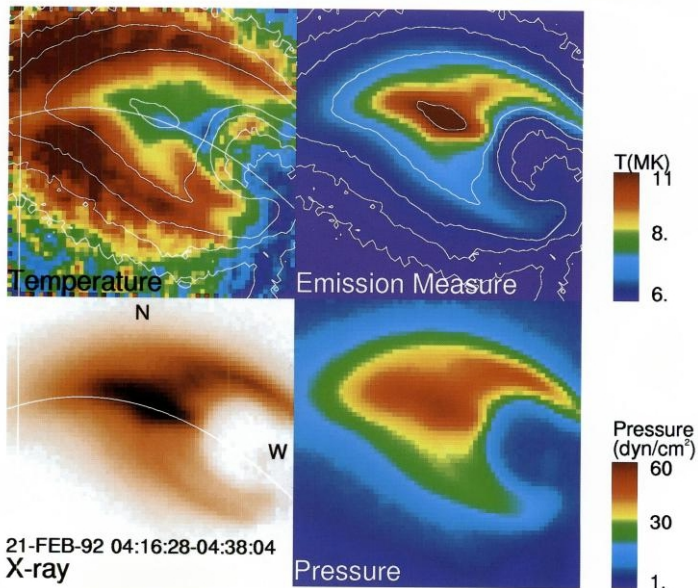 Temperature
Emission Measure
T(MK)
11
8.
6.
N
W
21-FEB-92 04:16:28-04:38:04
X-ray
Pressure
Pressure
(dyn/cm²)
60
30
1.